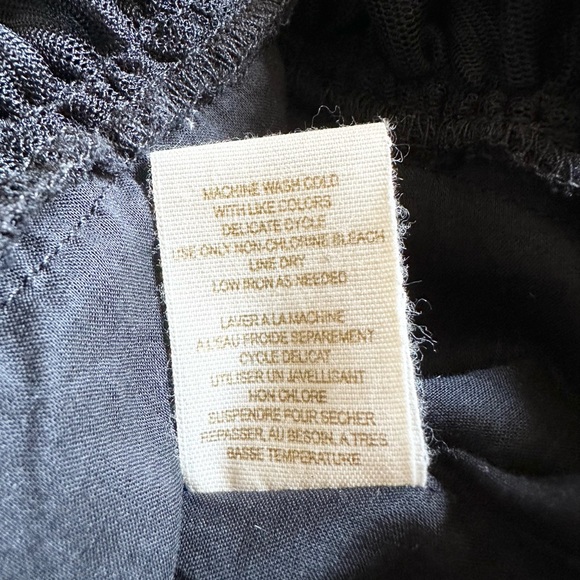 MACHINE WASH COLD
WITH LIKE COLORS
DELICATE CYCLE
USE ONLY NON-CHLORINE BLEACH
LINE DRY
LOW IRON AS NEEDED
LAVER A LA MACHINE
A L'EAU FROIDE SEPAREMENT
CYCLE DELICAT
UTILISER UN JAVELLISANT
NON CHLORE
SUSPENDRE POUR SECHER
REPASSER, AU BESOIN, A TRES
BASSE TEMPERATURE